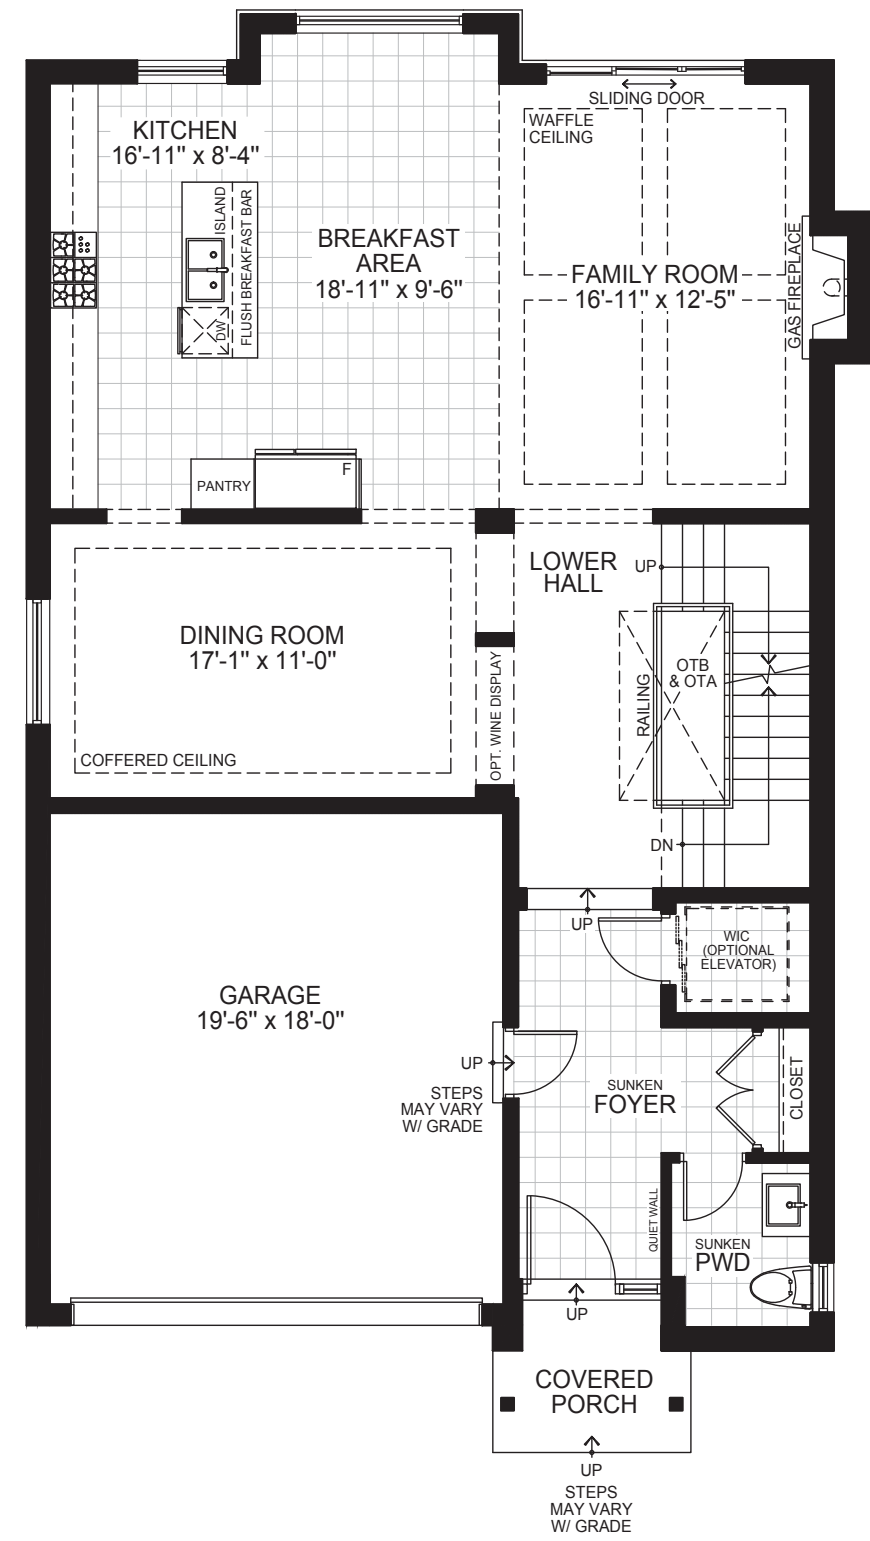 SLIDING DOOR
WAFFLE
CEILING
KITCHEN
16'-11" x 8'-4"
ISLAND
FLUSH BREAKFAST BAR
DW
BREAKFAST
AREA
18'-11" x 9'-6"
FAMILY ROOM
16'-11" x 12'-5"
GAS FIREPLACE
F
PANTRY
LOWER
HALL
UP
DINING ROOM
17'-1" x 11'-0"
COFFERED CEILING
OPT. WINE DISPLAY
RAILING
OTB
& OTA
DN
UP
WIC
(OPTIONAL
ELEVATOR)
GARAGE
19'-6" x 18'-0"
UP
STEPS
MAY VARY
W/ GRADE
SUNKEN
FOYER
CLOSET
QUIET WALL
SUNKEN
PWD
UP
COVERED
PORCH
UP
STEPS
MAY VARY
W/ GRADE